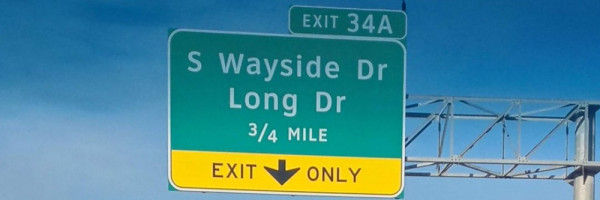 EXIT 34A
S Wayside Dr
Long Dr
3/4 MILE
EXIT ONLY